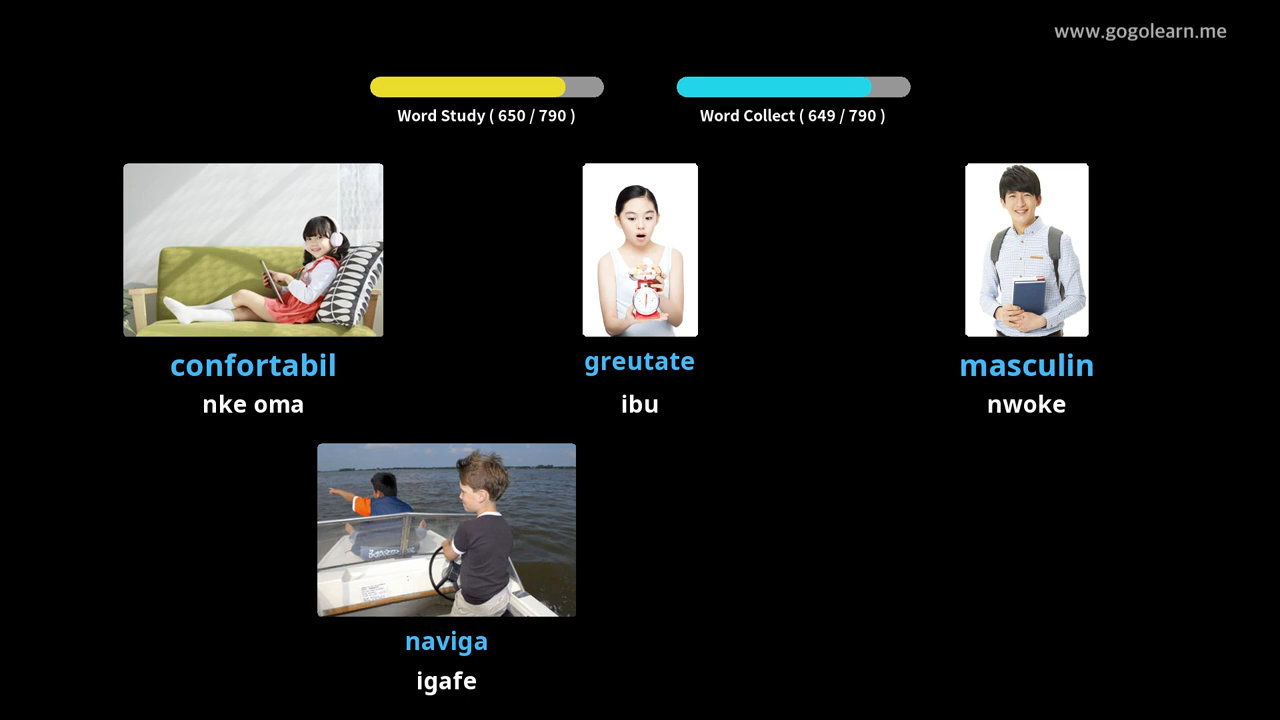 www.gogolearn.me
Word Study ( 650 / 790 )
Word Collect ( 649 / 790 )
confortabil
nke oma
greutate
ibu
masculin
nwoke
naviga
igafe